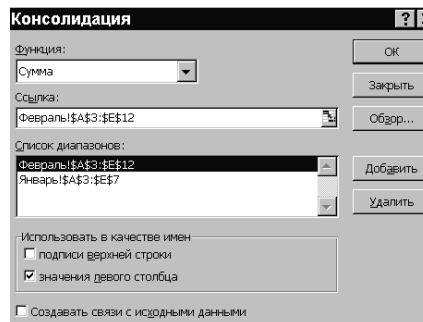 Консолидация
Функция:
Сумма
ОК
Закрыть
Ссылка:
Февраль!$A$3:$E$12
Обзор...
Список диапазонов:
Февраль!$A$3:$E$12
Январь!$A$3:$E$7
Добавить
Удалить
Использовать в качестве имен
подписи верхней строки
значения левого столбца
Создавать связи с исходными данными